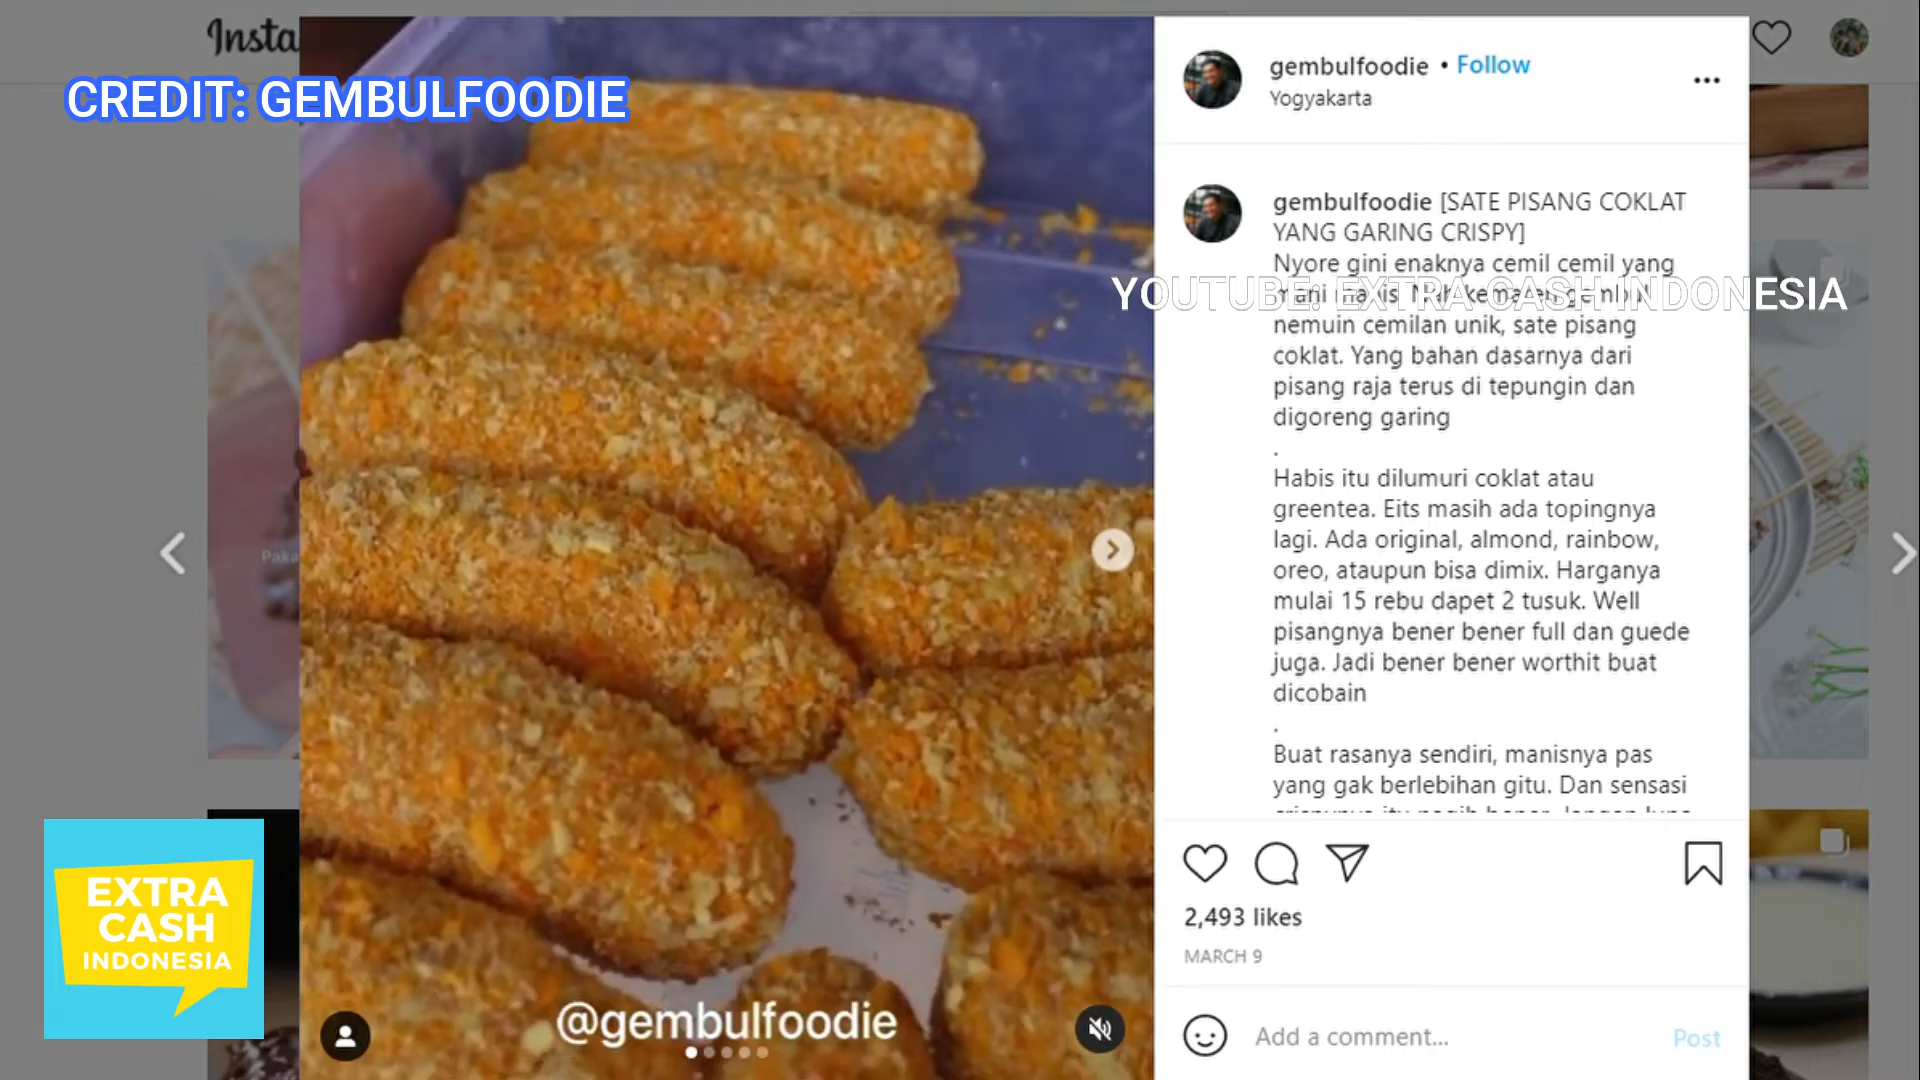 Insta
CREDIT: GEMBULFOODIE
gembulfoodie • Follow
Yogyakarta
gembulfoodie [SATE PISANG COKLAT
YANG GARING CRISPY]
Nyore gini enaknya cemil cemil yang
YOUTUBE: EXTRA CASH INDONESIA
nemuin cemilan unik, sate pisang
coklat. Yang bahan dasarnya dari
pisang raja terus di tepungin dan
digoreng garing
.
Habis itu dilumuri coklat atau
greentea. Eits masih ada topingnya
lagi. Ada original, almond, rainbow,
oreo, ataupun bisa dimix. Harganya
mulai 15 rebu dapet 2 tusuk. Well
pisangnya bener bener full dan guede
juga. Jadi bener bener worthit buat
dicobain
.
Buat rasanya sendiri, manisnya pas
yang gak berlebihan gitu. Dan sensasi
Paka
EXTRA
CASH
INDONESIA
@gembulfoodie
2,493 likes
MARCH 9
Add a comment...
Post